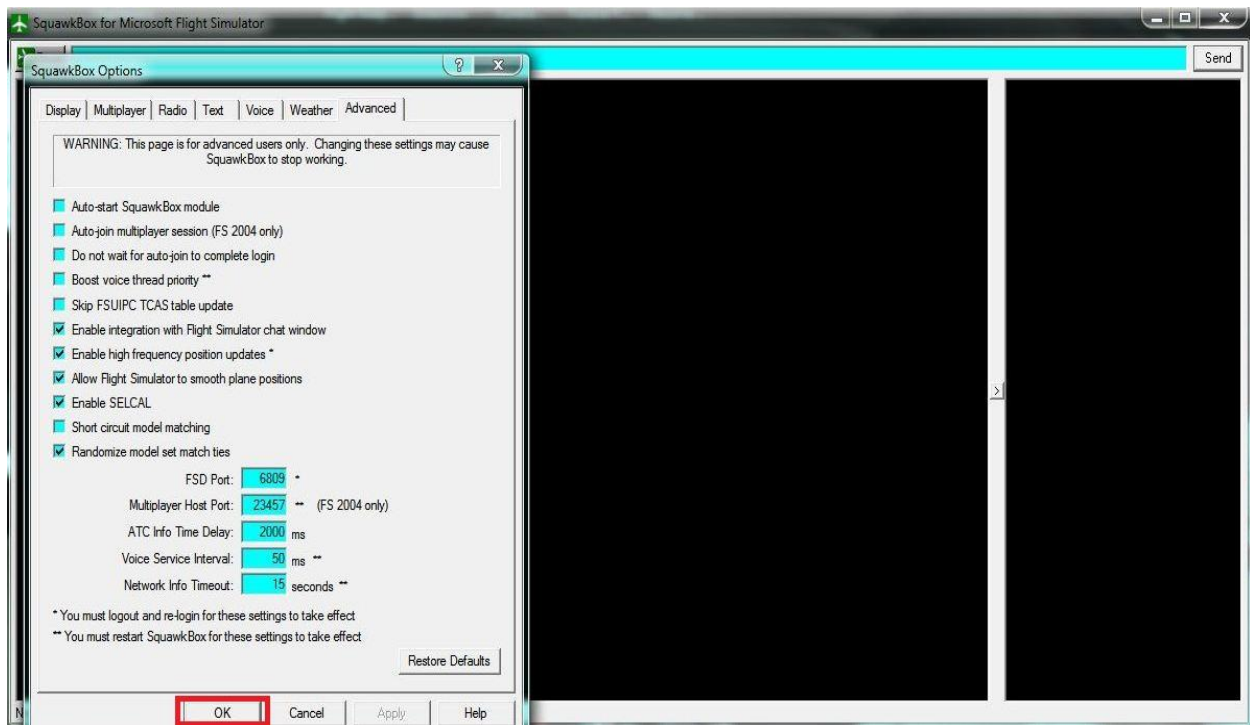 SquawkBox for Microsoft Flight Simulator
Send
SquawkBox Options
Display Multiplayer Radio Text Voice Weather Advanced
WARNING: This page is for advanced users only. Changing these settings may cause
SquawkBox to stop working.
Auto-start SquawkBox module
Auto-join multiplayer session (FS 2004 only)
Do not wait for auto-join to complete login
Boost voice thread priority **
Skip FSUIPC TCAS table update
Enable integration with Flight Simulator chat window
Enable high frequency position updates *
Allow Flight Simulator to smooth plane positions
Enable SELCAL
Short circuit model matching
Randomize model set match ties
FSD Port: 6809 *
Multiplayer Host Port: 23457 ** (FS 2004 only)
ATC Info Time Delay: 2000 ms
Voice Service Interval: 50 ms **
Network Info Timeout: 15 seconds **
* You must logout and re-login for these settings to take effect
** You must restart SquawkBox for these settings to take effect
Restore Defaults
OK Cancel Apply Help